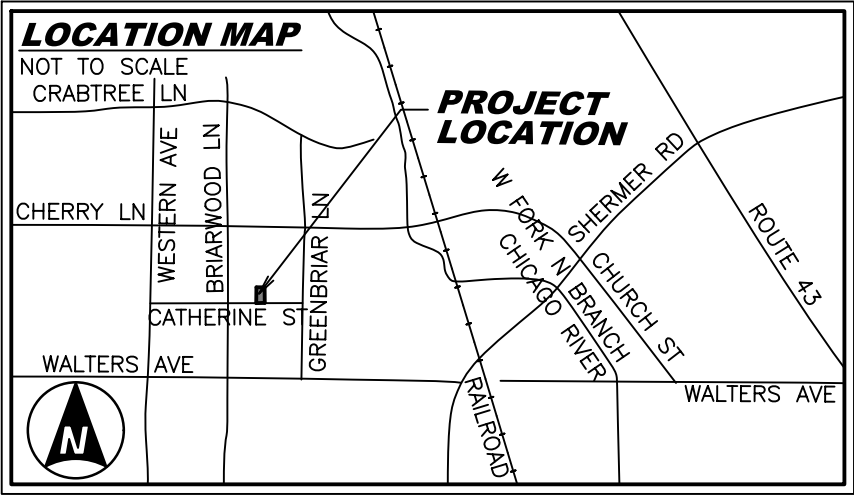 LOCATION MAP
NOT TO SCALE
CRABTREE LN
PROJECT
LOCATION
WESTERN AVE
BRIARWOOD LN
SHERMER RD
CHERRY LN
GREENBRIAR LN
W FORK N BRANCH
CHICAGO RIVER
ROUTE 43
CHURCH ST
CATHERINE ST
WALTERS AVE
RAILROAD
WALTERS AVE
N